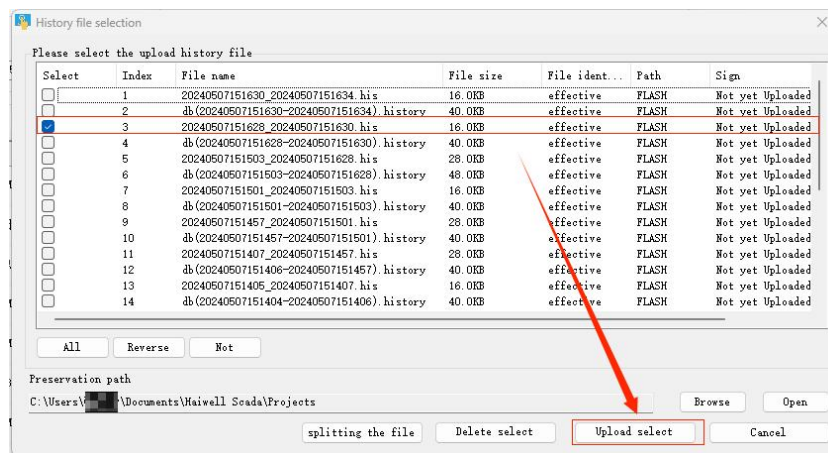 History file selection
Please select the upload history file
Select Index File name File size File ident... Path Sign
1 20240507151630_20240507151634.his 16.0KB effective FLASH Not yet Uploaded
2 db(20240507151630-20240507151634).history 40.0KB effective FLASH Not yet Uploaded
3 20240507151628_20240507151630.his 16.0KB effective FLASH Not yet Uploaded
4 db(20240507151628-20240507151630).history 40.0KB effective FLASH Not yet Uploaded
5 20240507151503_20240507151628.his 28.0KB effective FLASH Not yet Uploaded
6 db(20240507151503-20240507151628).history 48.0KB effective FLASH Not yet Uploaded
7 20240507151501_20240507151503.his 16.0KB effective FLASH Not yet Uploaded
8 db(20240507151501-20240507151503).history 40.0KB effective FLASH Not yet Uploaded
9 20240507151457_20240507151501.his 28.0KB effective FLASH Not yet Uploaded
10 db(20240507151457-20240507151501).history 40.0KB effective FLASH Not yet Uploaded
11 20240507151407_20240507151457.his 28.0KB effective FLASH Not yet Uploaded
12 db(20240507151406-20240507151457).history 40.0KB effective FLASH Not yet Uploaded
13 20240507151405_20240507151407.his 16.0KB effective FLASH Not yet Uploaded
14 db(20240507151404-20240507151406).history 40.0KB effective FLASH Not yet Uploaded
All Reverse Not
Preservation path
C:\Users\ \Documents\Haiwell Scada\Projects Browse Open
splitting the file Delete select Upload select Cancel